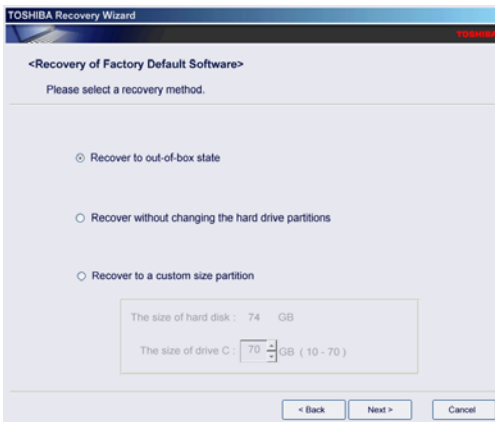 TOSHIBA Recovery Wizard
TOSHIBA
<Recovery of Factory Default Software>
Please select a recovery method.
Recover to out-of-box state
Recover without changing the hard drive partitions
Recover to a custom size partition
The size of hard disk : 74 GB
The size of drive C : 70 GB ( 10 - 70 )
< Back Next > Cancel